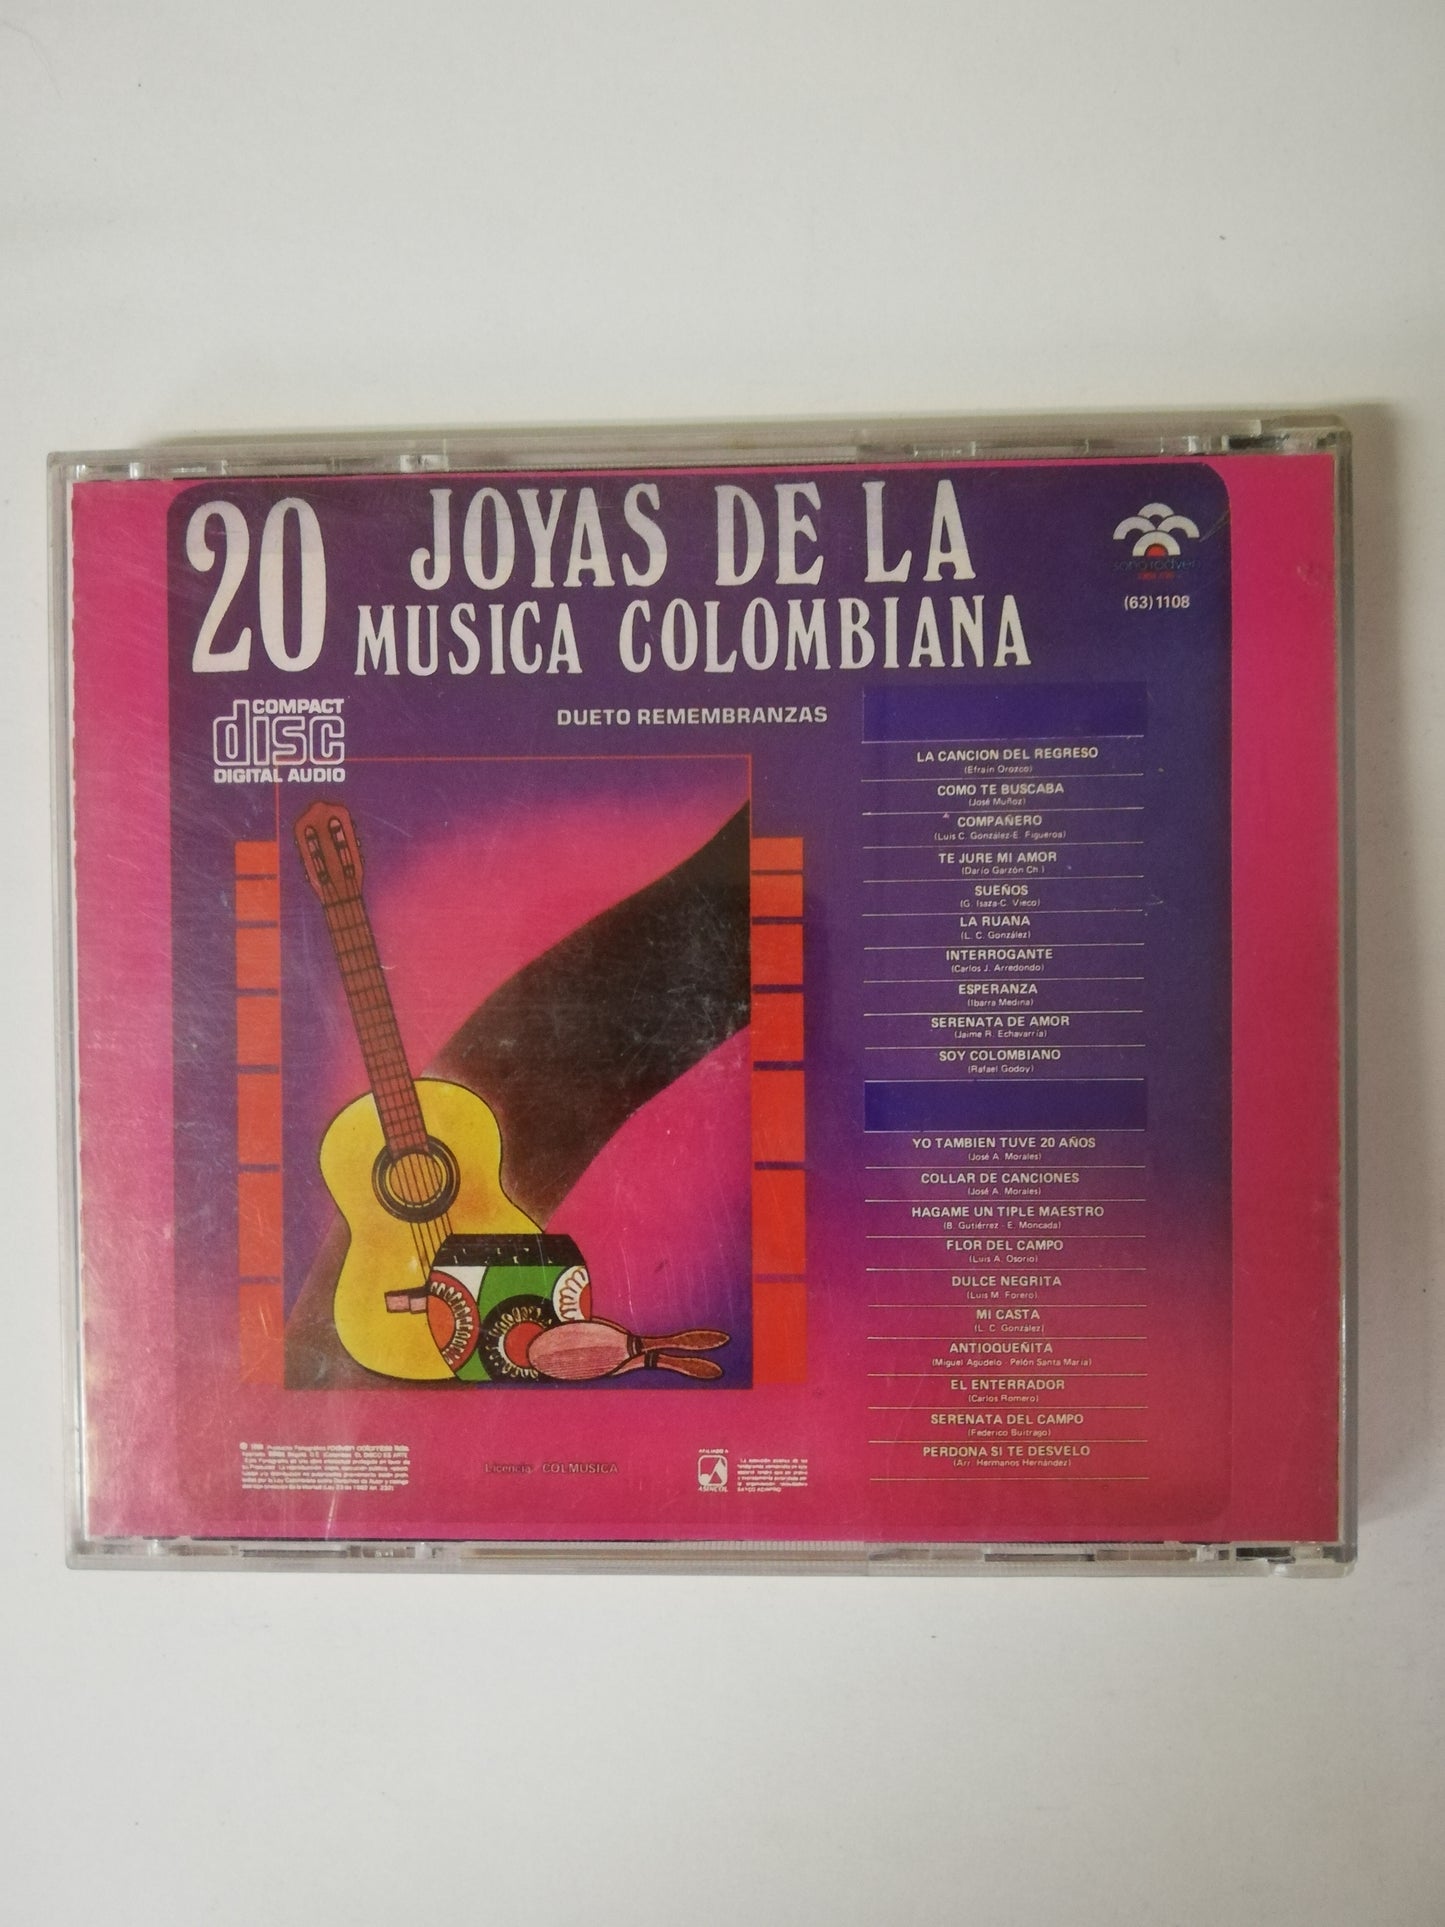 20 JOYAS DE LA
MUSICA COLOMBIANA
sono rodven
(63) 1108
COMPACT
disc
DIGITAL AUDIO
DUETO REMEMBRANZAS
LA CANCION DEL REGRESO
(Efraín Orozco)
COMO TE BUSCABA
(José Muñoz)
COMPAÑERO
(Luis C. González-E. Figueroa)
TE JURE MI AMOR
(Darío Garzón Ch.)
SUEÑOS
(G. Isaza-C. Vieco)
LA RUANA
(L. C. González)
INTERROGANTE
(Carlos J. Arredondo)
ESPERANZA
(Ibarra Medina)
SERENATA DE AMOR
(Jaime R. Echavarría)
SOY COLOMBIANO
(Rafael Godoy)
YO TAMBIEN TUVE 20 AÑOS
(José A. Morales)
COLLAR DE CANCIONES
(José A. Morales)
HAGAME UN TIPLE MAESTRO
(B. Gutiérrez - E. Moncada)
FLOR DEL CAMPO
(Luis A. Osorio)
DULCE NEGRITA
(Luis M. Forero)
MI CASTA
(L. C. González)
ANTIOQUEÑITA
(Miguel Agudelo - Pelón Santa María)
EL ENTERRADOR
(Carlos Romero)
SERENATA DEL CAMPO
(Federico Buitrago)
PERDONA SI TE DESVELO
(Arr. Hermanos Hernández)
Licencia: COLMUSICA
ASINCOL